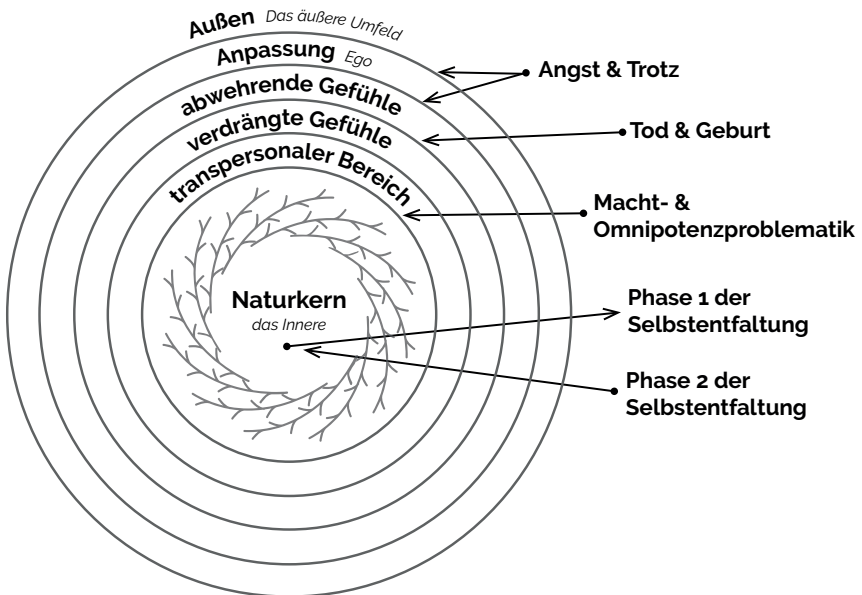 Außen Das äußere Umfeld
Anpassung Ego
abwehrende Gefühle
verdrängte Gefühle
transpersonaler Bereich
Naturkern
das Innere
Angst & Trotz
Tod & Geburt
Macht- &
Omnipotenzproblematik
Phase 1 der
Selbstentfaltung
Phase 2 der
Selbstentfaltung